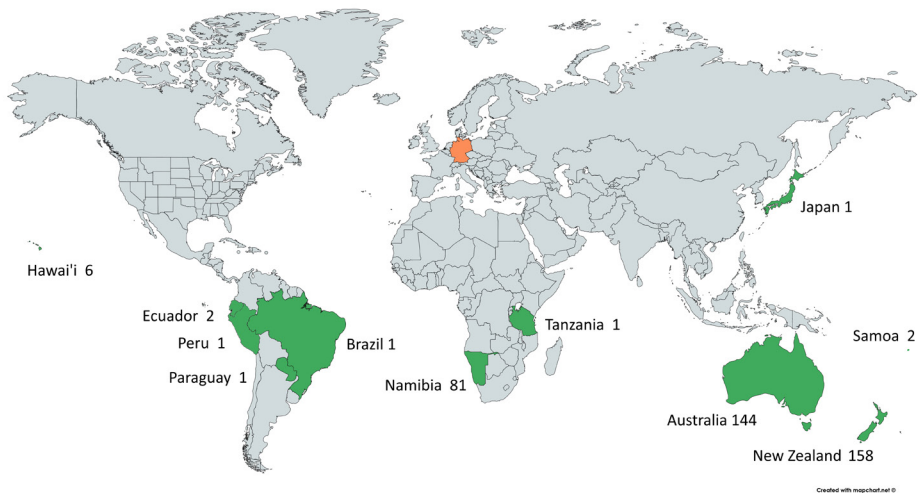 Japan 1
Hawai'i 6
Ecuador 2
Tanzania 1
Samoa 2
Peru 1
Brazil 1
Paraguay 1
Namibia 81
Australia 144
New Zealand 158
Created with mapchart.net ©